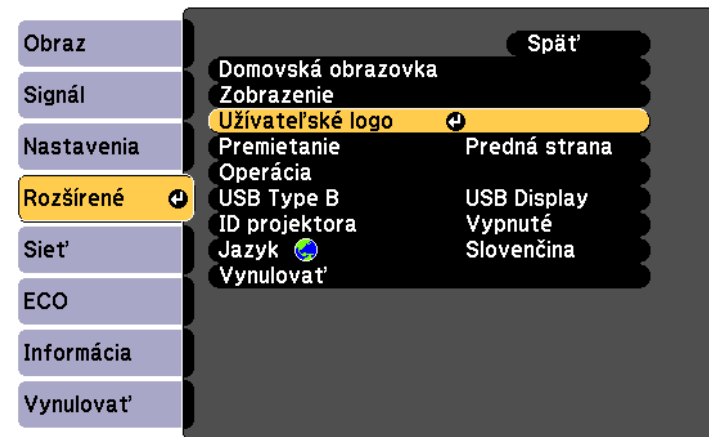 Obraz
Signál
Nastavenia
Rozšírené
Sieť
ECO
Informácia
Vynulovať
Späť
Domovská obrazovka
Zobrazenie
Užívateľské logo
Premietanie Predná strana
Operácia
USB Type B USB Display
ID projektora Vypnuté
Jazyk Slovenčina
Vynulovať